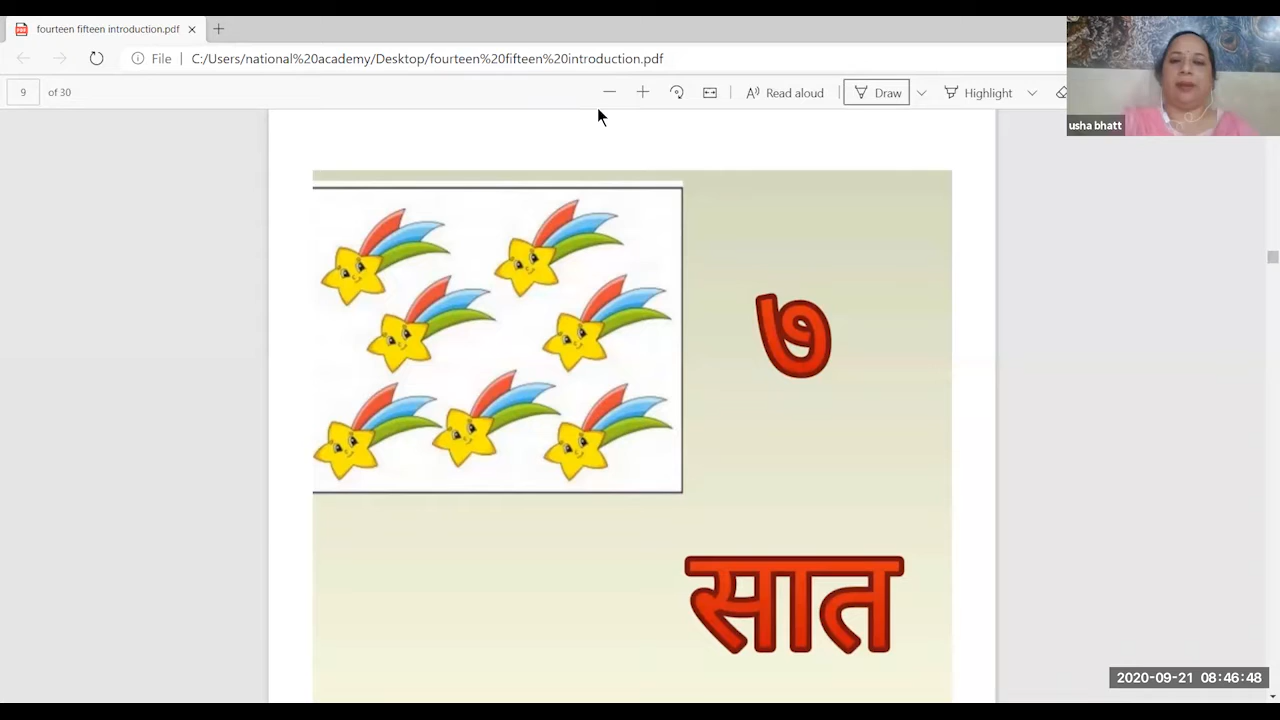 fourteen fifteen introduction.pdf
File | C:/Users/national%20academy/Desktop/fourteen%20fifteen%20introduction.pdf
9 of 30
Read aloud
Draw
Highlight
usha bhatt
७
सात
2020-09-21 08:46:48